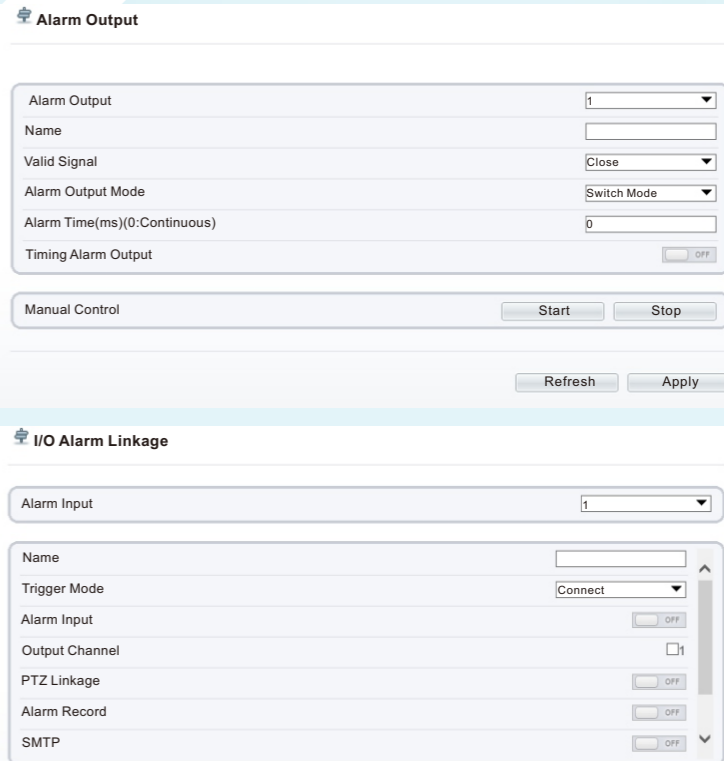 Alarm Output
Alarm Output 1
Name
Valid Signal Close
Alarm Output Mode Switch Mode
Alarm Time(ms)(0:Continuous) 0
Timing Alarm Output OFF
Manual Control Start Stop
Refresh Apply
I/O Alarm Linkage
Alarm Input 1
Name
Trigger Mode Connect
Alarm Input OFF
Output Channel 1
PTZ Linkage OFF
Alarm Record OFF
SMTP OFF